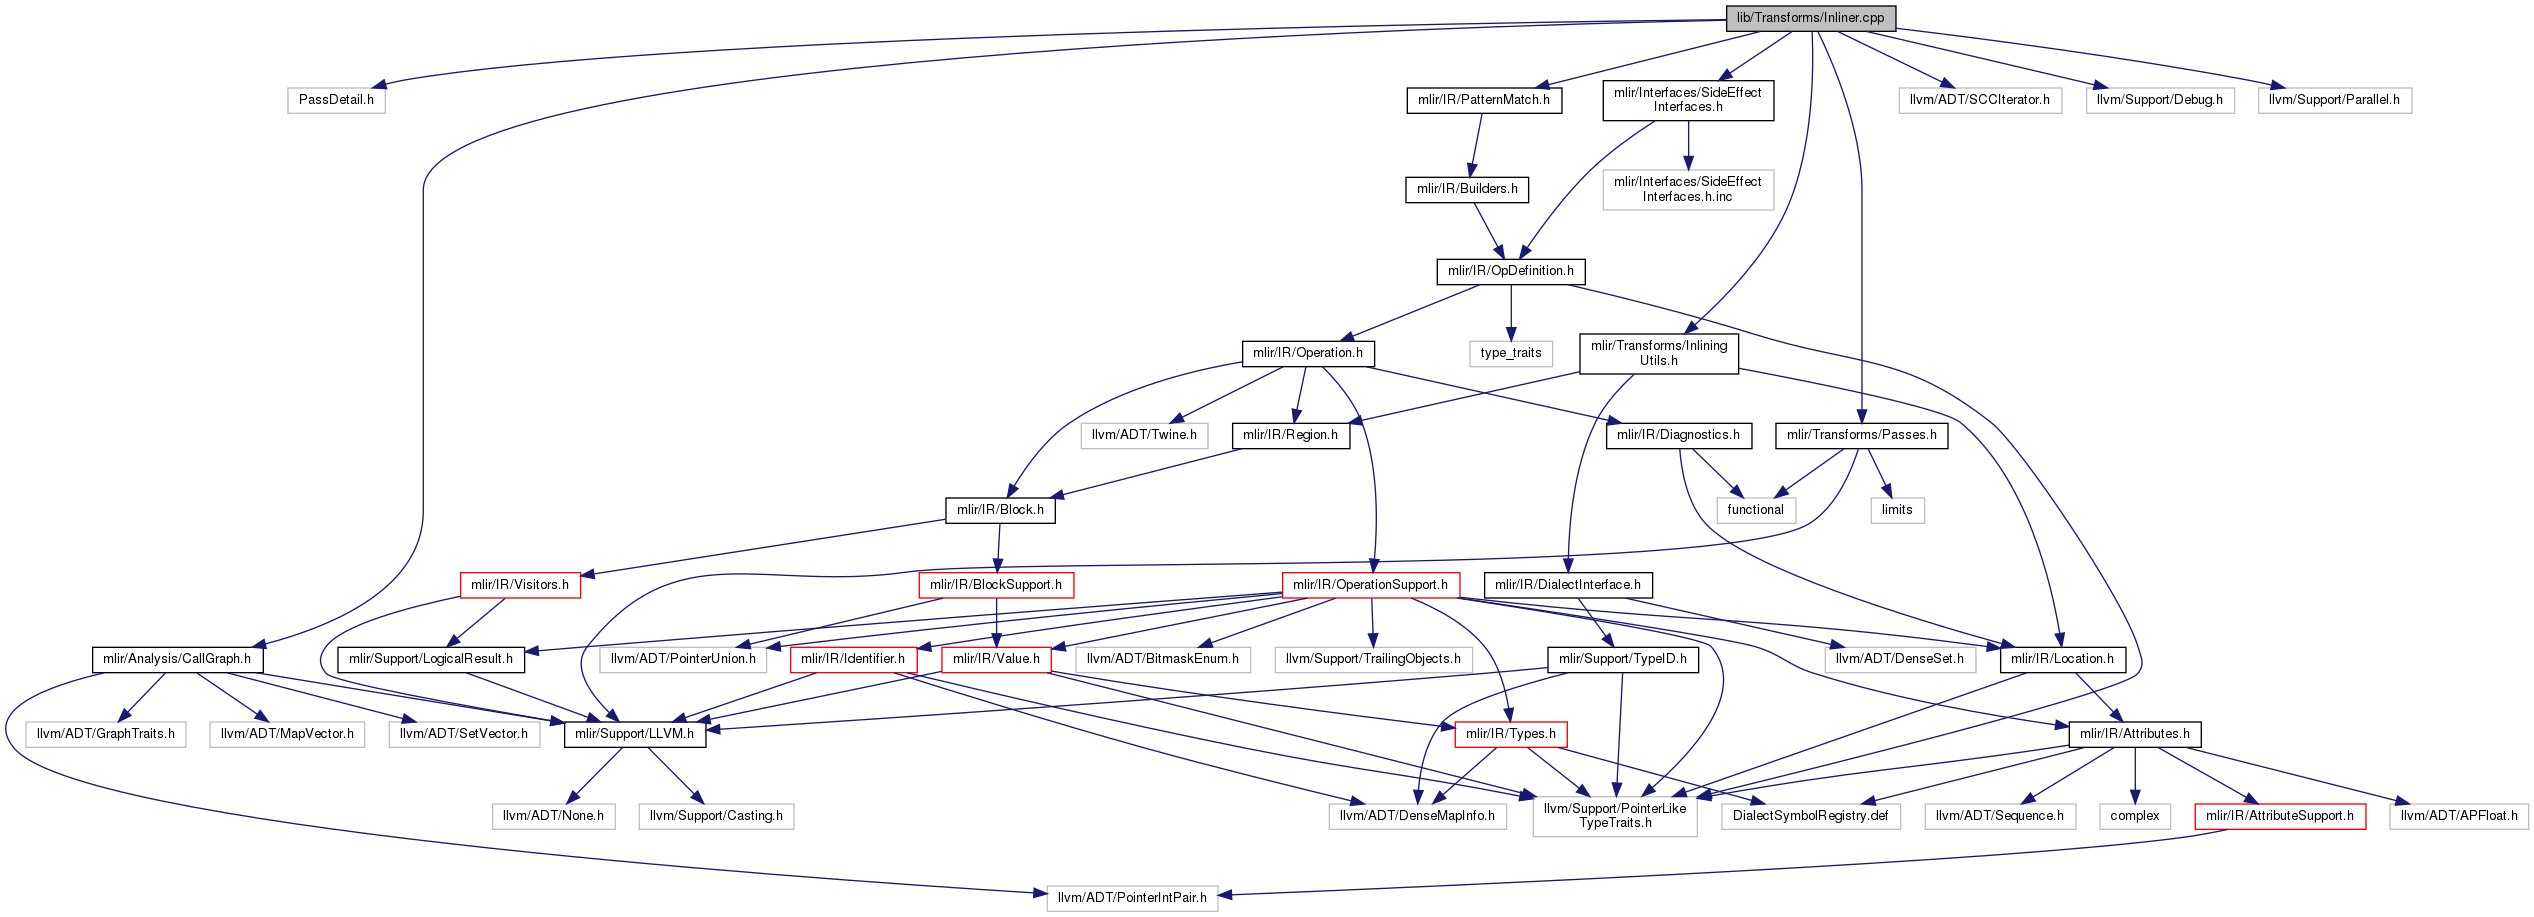 lib/Transforms/Inliner.cpp
PassDetail.h
mlir/IR/PatternMatch.h
mlir/Interfaces/SideEffect
Interfaces.h
llvm/ADT/SCCIterator.h
llvm/Support/Debug.h
llvm/Support/Parallel.h
mlir/IR/Builders.h
mlir/Interfaces/SideEffect
Interfaces.h.inc
mlir/IR/OpDefinition.h
mlir/IR/Operation.h
type_traits
mlir/Transforms/Inlining
Utils.h
llvm/ADT/Twine.h
mlir/IR/Region.h
mlir/IR/Diagnostics.h
mlir/Transforms/Passes.h
mlir/IR/Block.h
functional
limits
mlir/IR/Visitors.h
mlir/IR/BlockSupport.h
mlir/IR/OperationSupport.h
mlir/IR/DialectInterface.h
mlir/Analysis/CallGraph.h
mlir/Support/LogicalResult.h
llvm/ADT/PointerUnion.h
mlir/IR/Identifier.h
mlir/IR/Value.h
llvm/ADT/BitmaskEnum.h
llvm/Support/TrailingObjects.h
mlir/Support/TypeID.h
llvm/ADT/DenseSet.h
mlir/IR/Location.h
llvm/ADT/GraphTraits.h
llvm/ADT/MapVector.h
llvm/ADT/SetVector.h
mlir/Support/LLVM.h
mlir/IR/Types.h
mlir/IR/Attributes.h
llvm/ADT/None.h
llvm/Support/Casting.h
llvm/ADT/DenseMapInfo.h
llvm/Support/PointerLike
TypeTraits.h
DialectSymbolRegistry.def
llvm/ADT/Sequence.h
complex
mlir/IR/AttributeSupport.h
llvm/ADT/APFloat.h
llvm/ADT/PointerIntPair.h